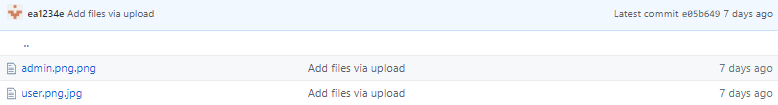 ea1234e Add files via upload Latest commit e05b649 7 days ago
..
admin.png.png Add files via upload 7 days ago
user.png.jpg Add files via upload 7 days ago